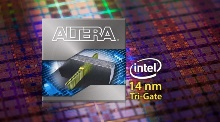 ALTERA
intel
14 nm
Tri-Gate